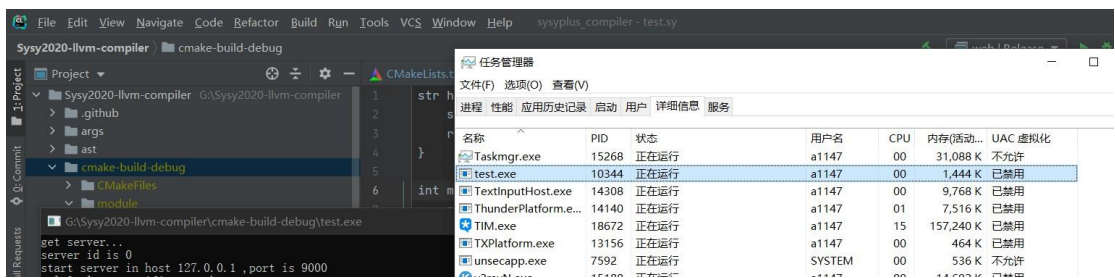 File Edit View Navigate Code Refactor Build Run Tools VCS Window Help sysyplus_compiler - test.sy
Sysy2020-llvm-compiler cmake-build-debug
Project
CMakeLists.t
Sysy2020-llvm-compiler G:\Sysy2020-llvm-compiler
.github
args
ast
cmake-build-debug
CMakeFiles
module
1: Project
0: Commit
ull Requests
1 str h
2 s
3 r
4 }
5
6 int m
G:\Sysy2020-llvm-compiler\cmake-build-debug\test.exe
get server...
server id is 0
start server in host 127.0.0.1 ,port is 9000
任务管理器
文件(F) 选项(O) 查看(V)
进程 性能 应用历史记录 启动 用户 详细信息 服务
名称 PID 状态 用户名 CPU 内存(活动... UAC 虚拟化
Taskmgr.exe 15268 正在运行 a1147 00 31,088 K 不允许
test.exe 10344 正在运行 a1147 00 1,444 K 已禁用
TextInputHost.exe 14308 正在运行 a1147 00 9,768 K 已禁用
ThunderPlatform.e... 14140 正在运行 a1147 01 7,516 K 已禁用
TIM.exe 18672 正在运行 a1147 15 157,240 K 已禁用
TXPlatform.exe 13156 正在运行 a1147 00 464 K 已禁用
unsecapp.exe 7592 正在运行 SYSTEM 00 536 K 不允许